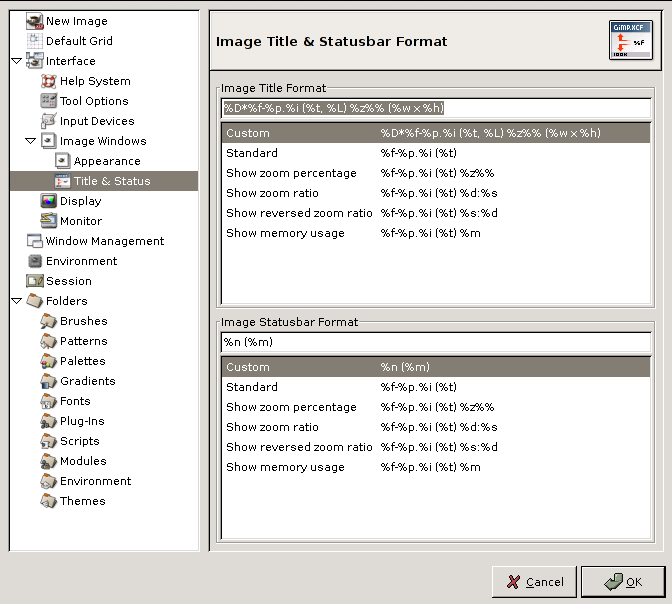 New Image
Default Grid
Interface
Help System
Tool Options
Input Devices
Image Windows
Appearance
Title & Status
Display
Monitor
Window Management
Environment
Session
Folders
Brushes
Patterns
Palettes
Gradients
Fonts
Plug-Ins
Scripts
Modules
Environment
Themes
Image Title & Statusbar Format
GIMP.XCF
%f
100K
Image Title Format
%D*%f-%p.%i (%t, %L) %z%% (%w x %h)
Custom %D*%f-%p.%i (%t, %L) %z%% (%w x %h)
Standard %f-%p.%i (%t)
Show zoom percentage %f-%p.%i (%t) %z%%
Show zoom ratio %f-%p.%i (%t) %d:%s
Show reversed zoom ratio %f-%p.%i (%t) %s:%d
Show memory usage %f-%p.%i (%t) %m
Image Statusbar Format
%n (%m)
Custom %n (%m)
Standard %f-%p.%i (%t)
Show zoom percentage %f-%p.%i (%t) %z%%
Show zoom ratio %f-%p.%i (%t) %d:%s
Show reversed zoom ratio %f-%p.%i (%t) %s:%d
Show memory usage %f-%p.%i (%t) %m
Cancel
OK